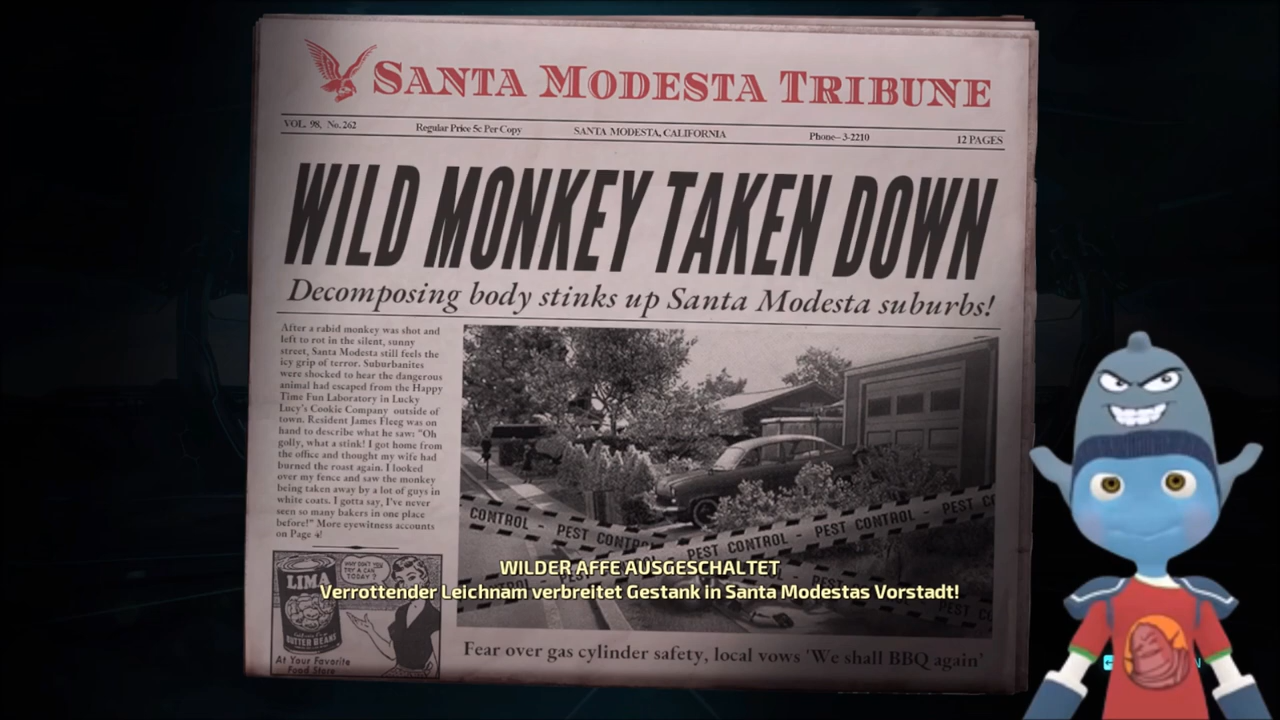 SANTA MODESTA TRIBUNE
VOL. 98, No.262 Regular Price 5c Per Copy SANTA MODESTA, CALIFORNIA Phone–3-2210 12 PAGES
WILD MONKEY TAKEN DOWN
Decomposing body stinks up Santa Modesta suburbs!
After a rabid monkey was shot and
left to rot in the silent, sunny
street, Santa Modesta still feels the
icy grip of terror. Suburbanites
were shocked to hear the dangerous
animal had escaped from the Happy
Time Fun Laboratory in Lucky
Lucy's Cookie Company outside of
town. Resident James Fleeg was on
hand to describe what he saw: "Oh
golly, what a stink! I got home from
the office and thought my wife had
burned the roast again. I looked
over my fence and saw the monkey
being taken away by a lot of guys in
white coats. I gotta say, I've never
seen so many bakers in one place
before!" More eyewitness accounts
on Page 4!
CONTROL - PEST CONTROL
PEST CONTROL - PEST CONTROL - PEST C
WHY DON'T YOU
TRY A CAN
TODAY?
LIMA
BUTTER BEANS
At Your Favorite
Food Store
WILDER AFFE AUSGESCHALTET
Verrottender Leichnam verbreitet Gestank in Santa Modestas Vorstadt!
Fear over gas cylinder safety, local vows 'We shall BBQ again'